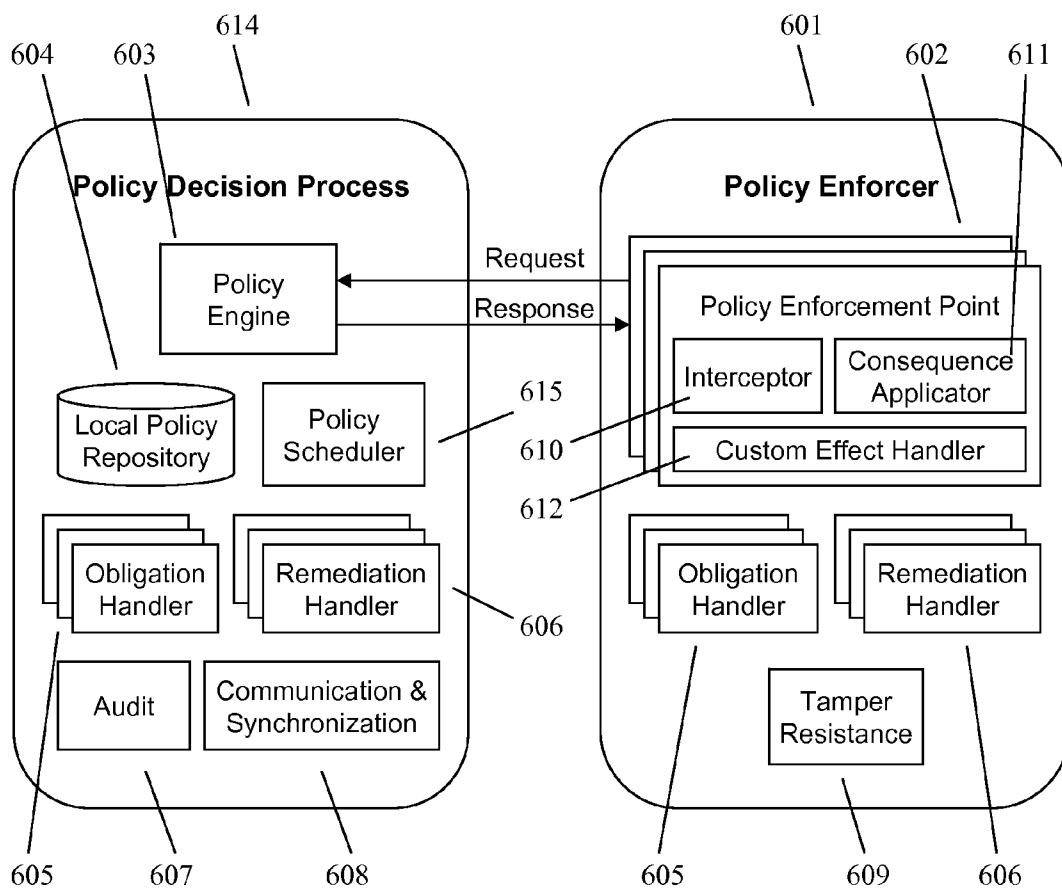 614
601
604
603
602
611
Policy Decision Process
Policy Enforcer
Policy
Engine
Request
Response
Policy Enforcement Point
Interceptor
Consequence
Applicator
Custom Effect Handler
Local Policy
Repository
Policy
Scheduler
615
610
612
Obligation
Handler
Remediation
Handler
606
Obligation
Handler
Remediation
Handler
Audit
Communication &
Synchronization
Tamper
Resistance
605
607
608
605
609
606